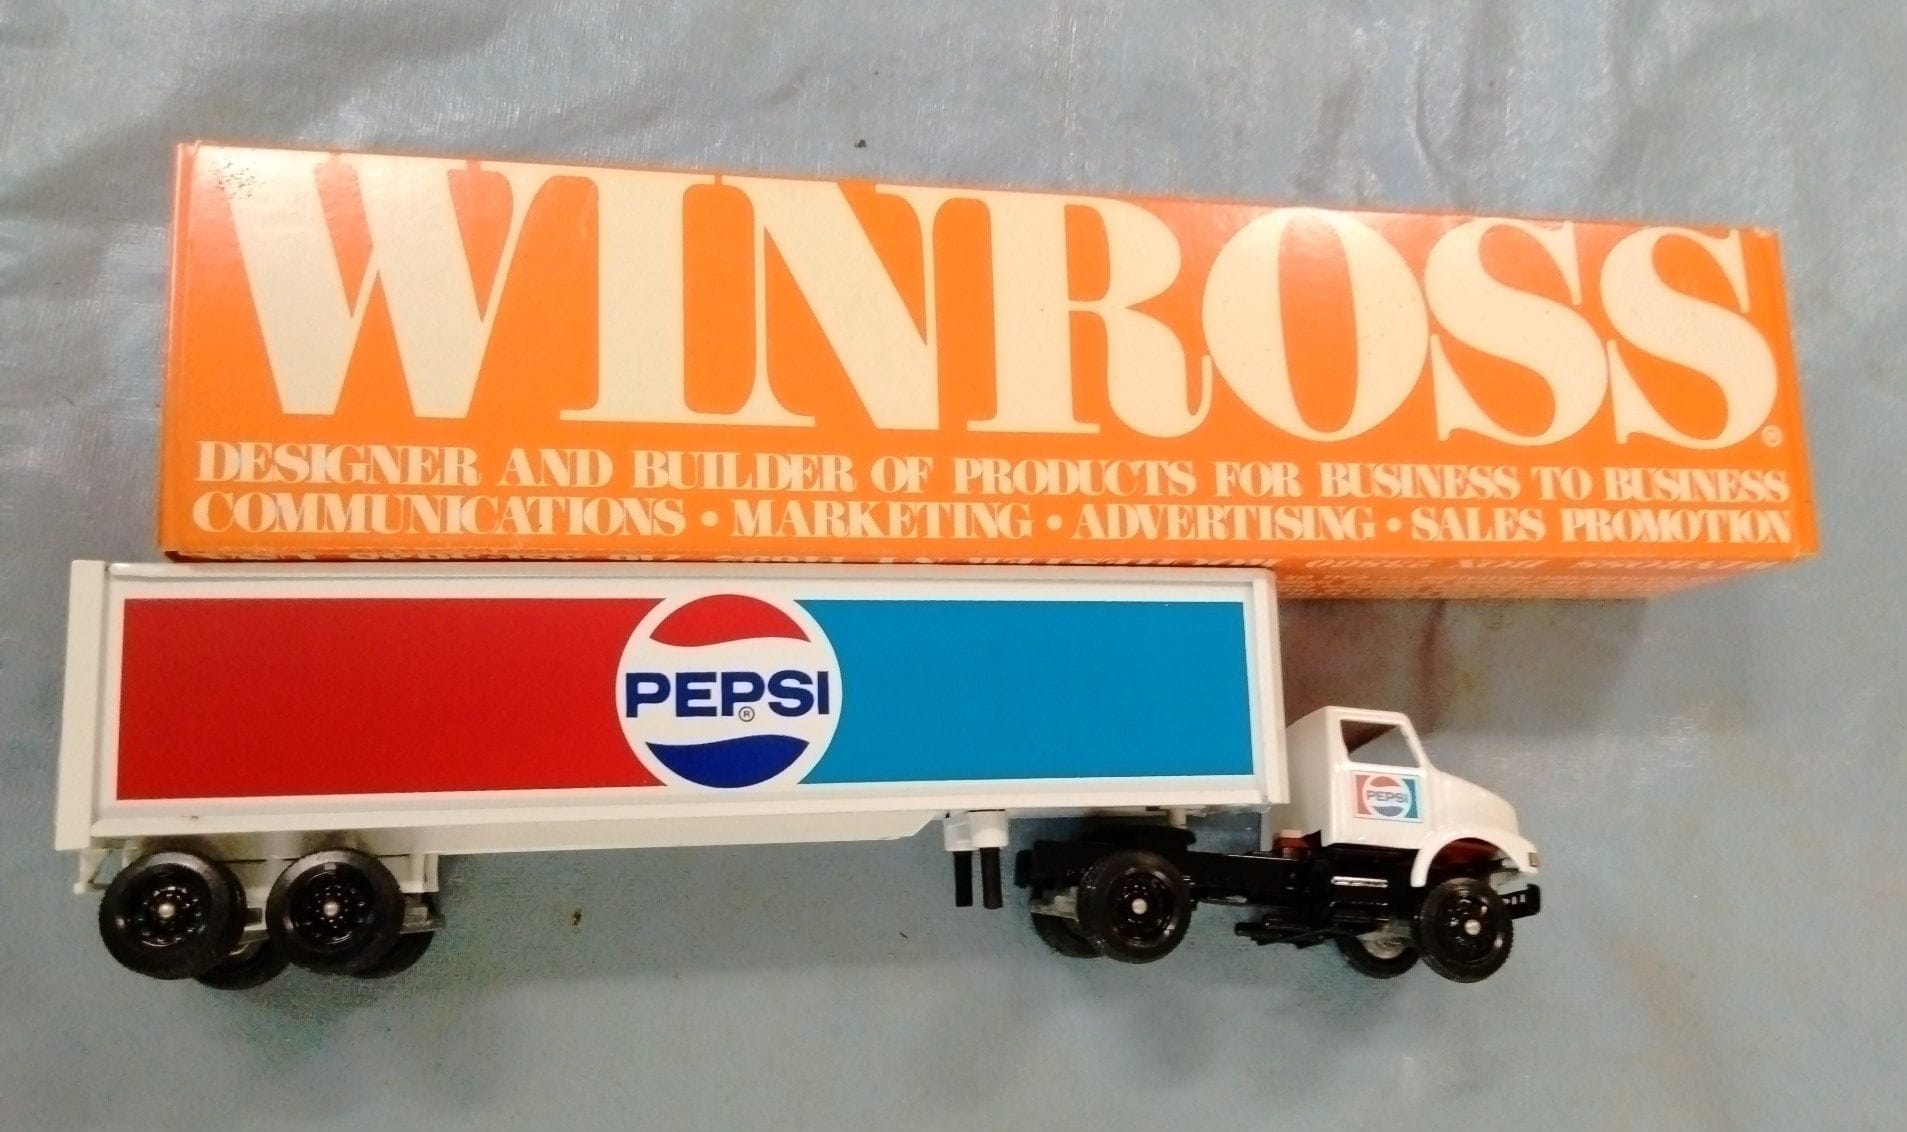 WINROSS®
DESIGNER AND BUILDER OF PRODUCTS FOR BUSINESS TO BUSINESS
COMMUNICATIONS • MARKETING • ADVERTISING • SALES PROMOTION
PEPSI
®
PEPSI